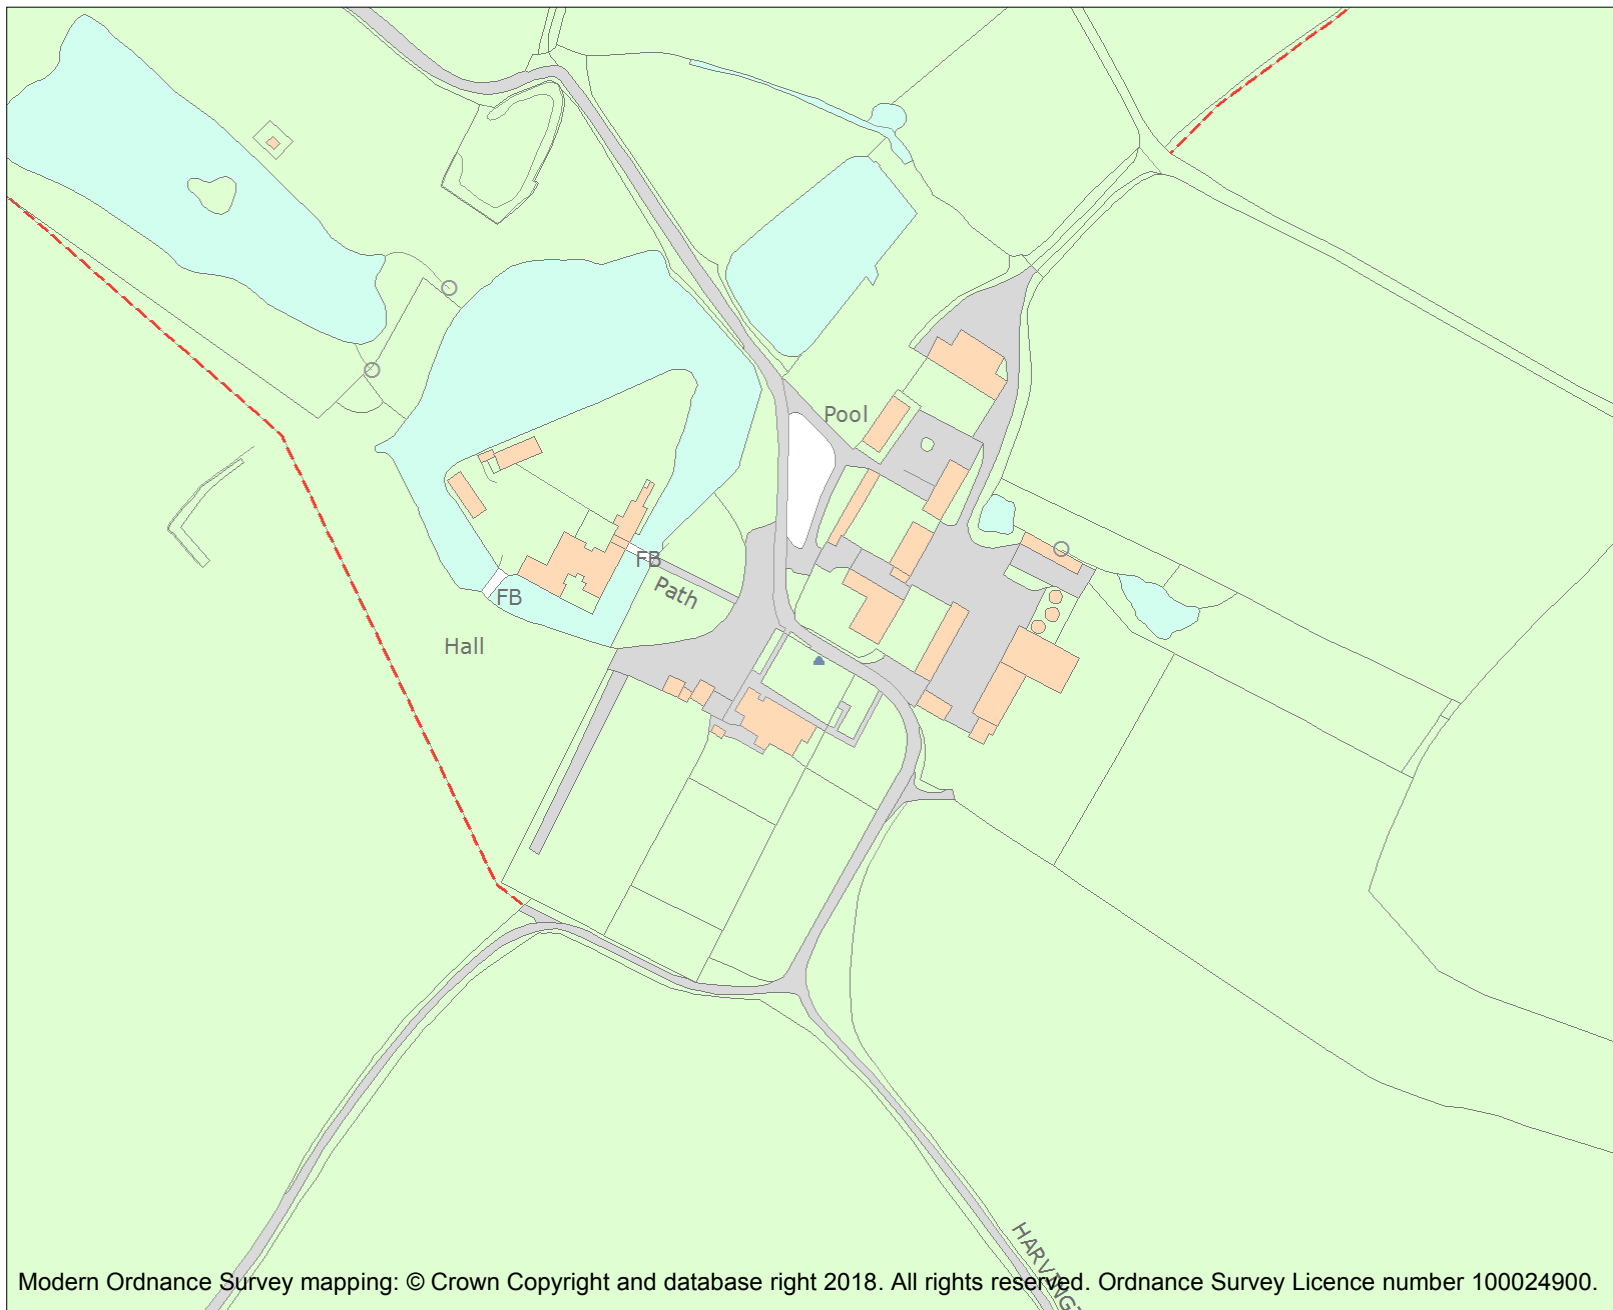 Pool
FB
Path
FB
Hall
Modern Ordnance Survey mapping: © Crown Copyright and database right 2018. All rights reserved. Ordnance Survey Licence number 100024900.